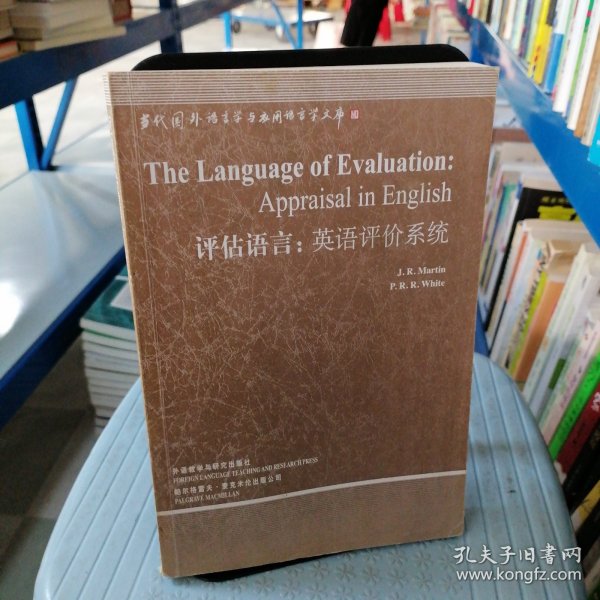 当代国外语言学与应用语言学文库
The Language of Evaluation:
Appraisal in English
评估语言：英语评价系统
J. R. Martin
P. R. R. White
外语教学与研究出版社
FOREIGN LANGUAGE TEACHING AND RESEARCH PRESS
帕尔格雷夫·麦克米伦出版公司
PALGRAVE MACMILLAN
孔夫子旧书网
www.kongfz.com